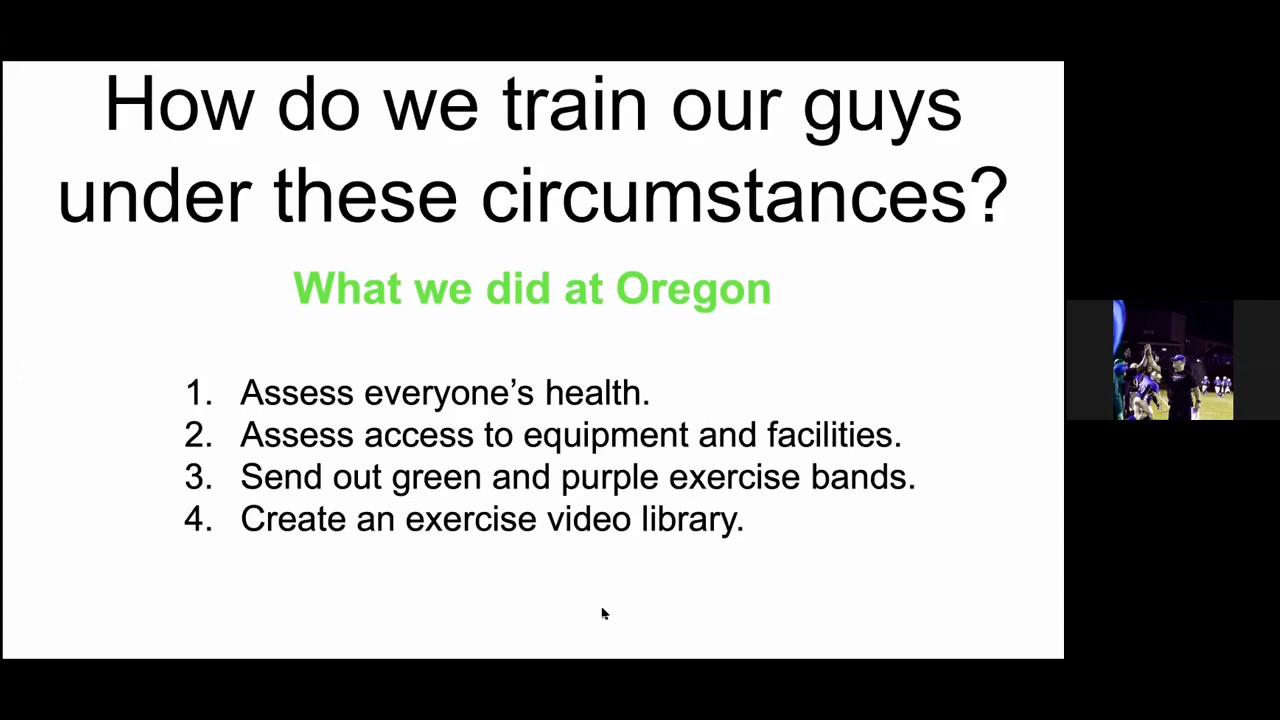 How do we train our guys
under these circumstances?
What we did at Oregon
1. Assess everyone’s health.
2. Assess access to equipment and facilities.
3. Send out green and purple exercise bands.
4. Create an exercise video library.